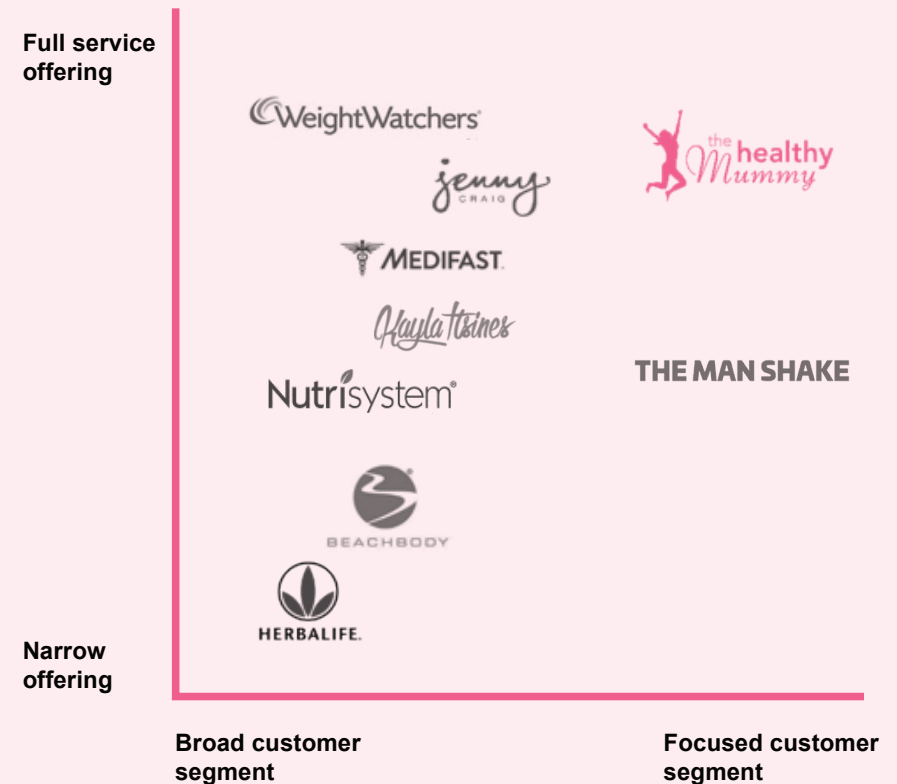 Full service
offering
WeightWatchers
the healthy
Mummy
jenny
CRAIG
MEDIFAST
Kayla Itsines
Nutrisystem®
THE MAN SHAKE
BEACHBODY
HERBALIFE.
Narrow
offering
Broad customer
segment
Focused customer
segment